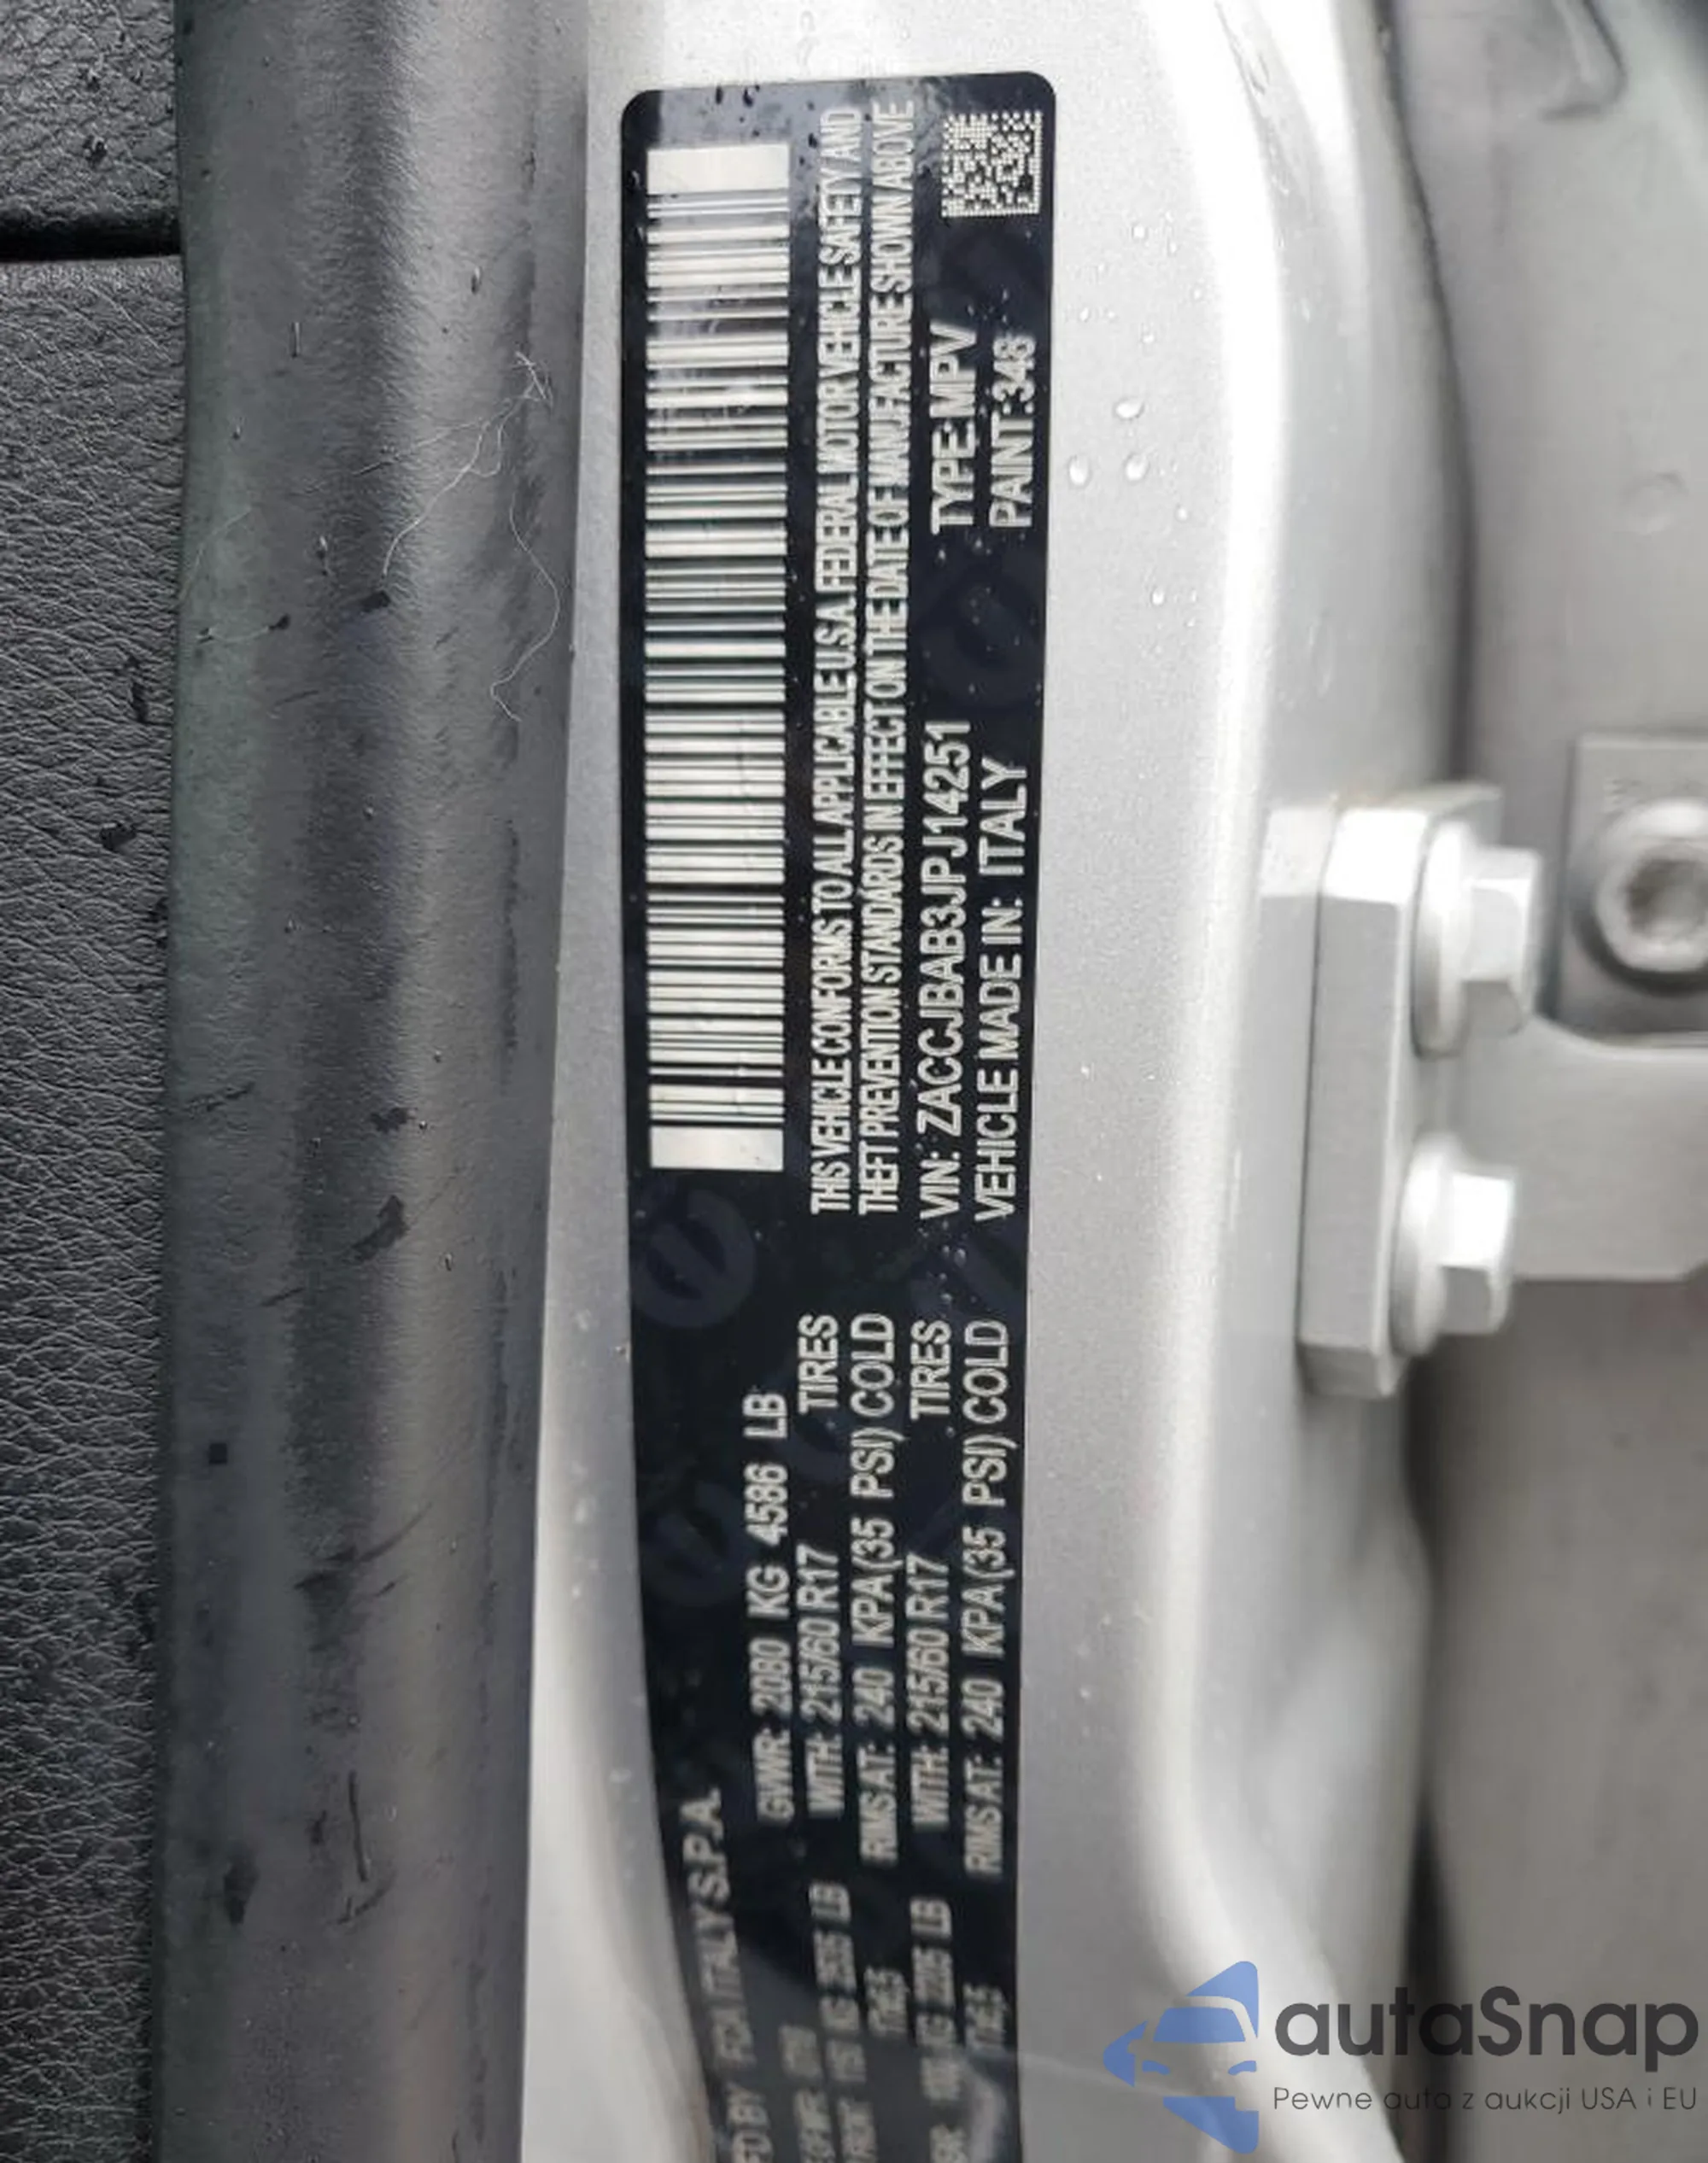 FCA ITALY S.P.A.
GVWR: 2080 KG 4586 LB
WITH: 215/60 R17 TIRES
RIMS AT: 240 KPA (35 PSI) COLD
LB WITH: 215/60 R17 TIRES
RIMS AT: 240 KPA (35 PSI) COLD
THIS VEHICLE CONFORMS TO ALL APPLICABLE U.S.A. FEDERAL MOTOR VEHICLE SAFETY AND
THEFT PREVENTION STANDARDS IN EFFECT ON THE DATE OF MANUFACTURE SHOWN ABOVE
VIN: ZACCJBAB3JPJ14251 TYPE: MPV
VEHICLE MADE IN: ITALY PAINT: 348
autaSnap
Pewne auta z aukcji USA i EU